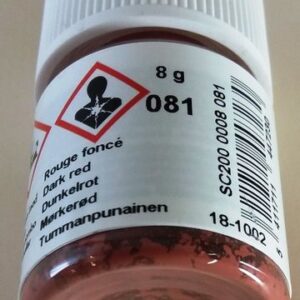 8 g
081
Rouge foncé
Dark red
Dunkelrot
Mørkerød
Tummanpunainen
SC200 0008 081
18-1002